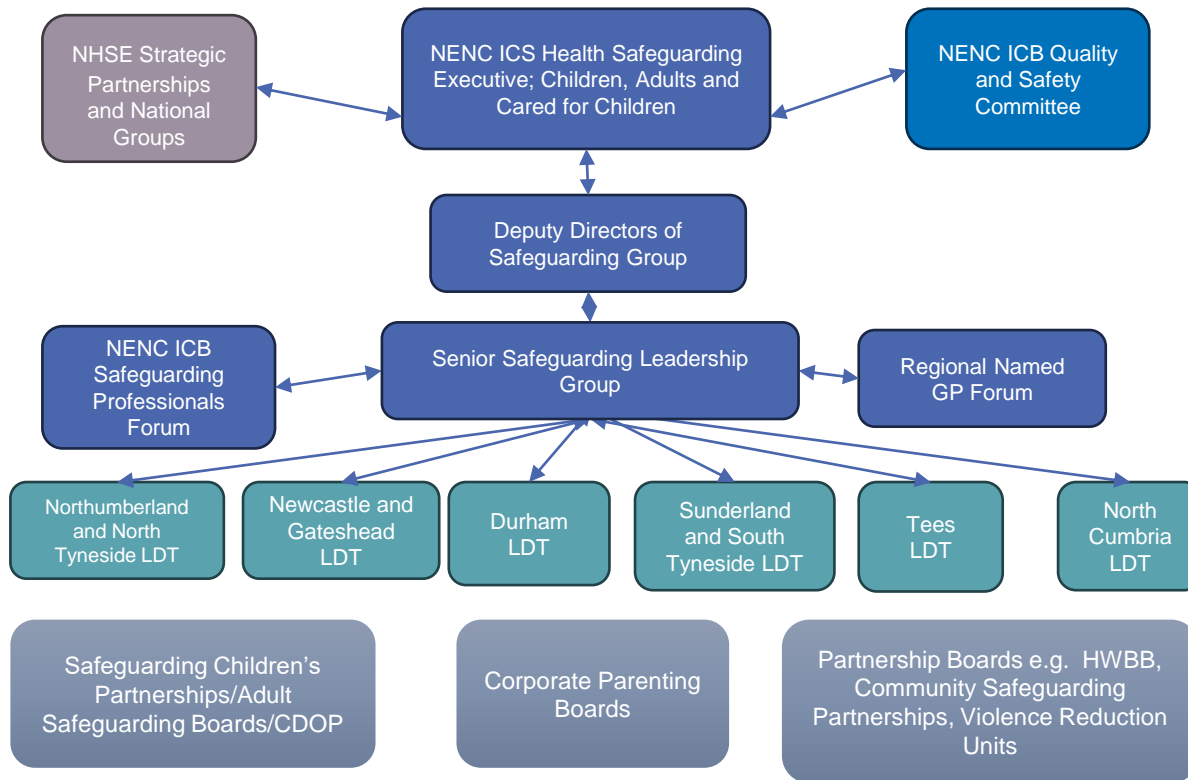 NHSE Strategic
Partnerships
and National
Groups
NENC ICS Health Safeguarding
Executive; Children, Adults and
Cared for Children
NENC ICB Quality
and Safety
Committee
Deputy Directors of
Safeguarding Group
NENC ICB
Safeguarding
Professionals
Forum
Senior Safeguarding Leadership
Group
Regional Named
GP Forum
Northumberland
and North
Tyneside LDT
Newcastle and
Gateshead
LDT
Durham
LDT
Sunderland
and South
Tyneside LDT
Tees
LDT
North
Cumbria
LDT
Safeguarding Children's
Partnerships/Adult
Safeguarding Boards/CDOP
Corporate Parenting
Boards
Partnership Boards e.g. HWBB,
Community Safeguarding
Partnerships, Violence Reduction
Units